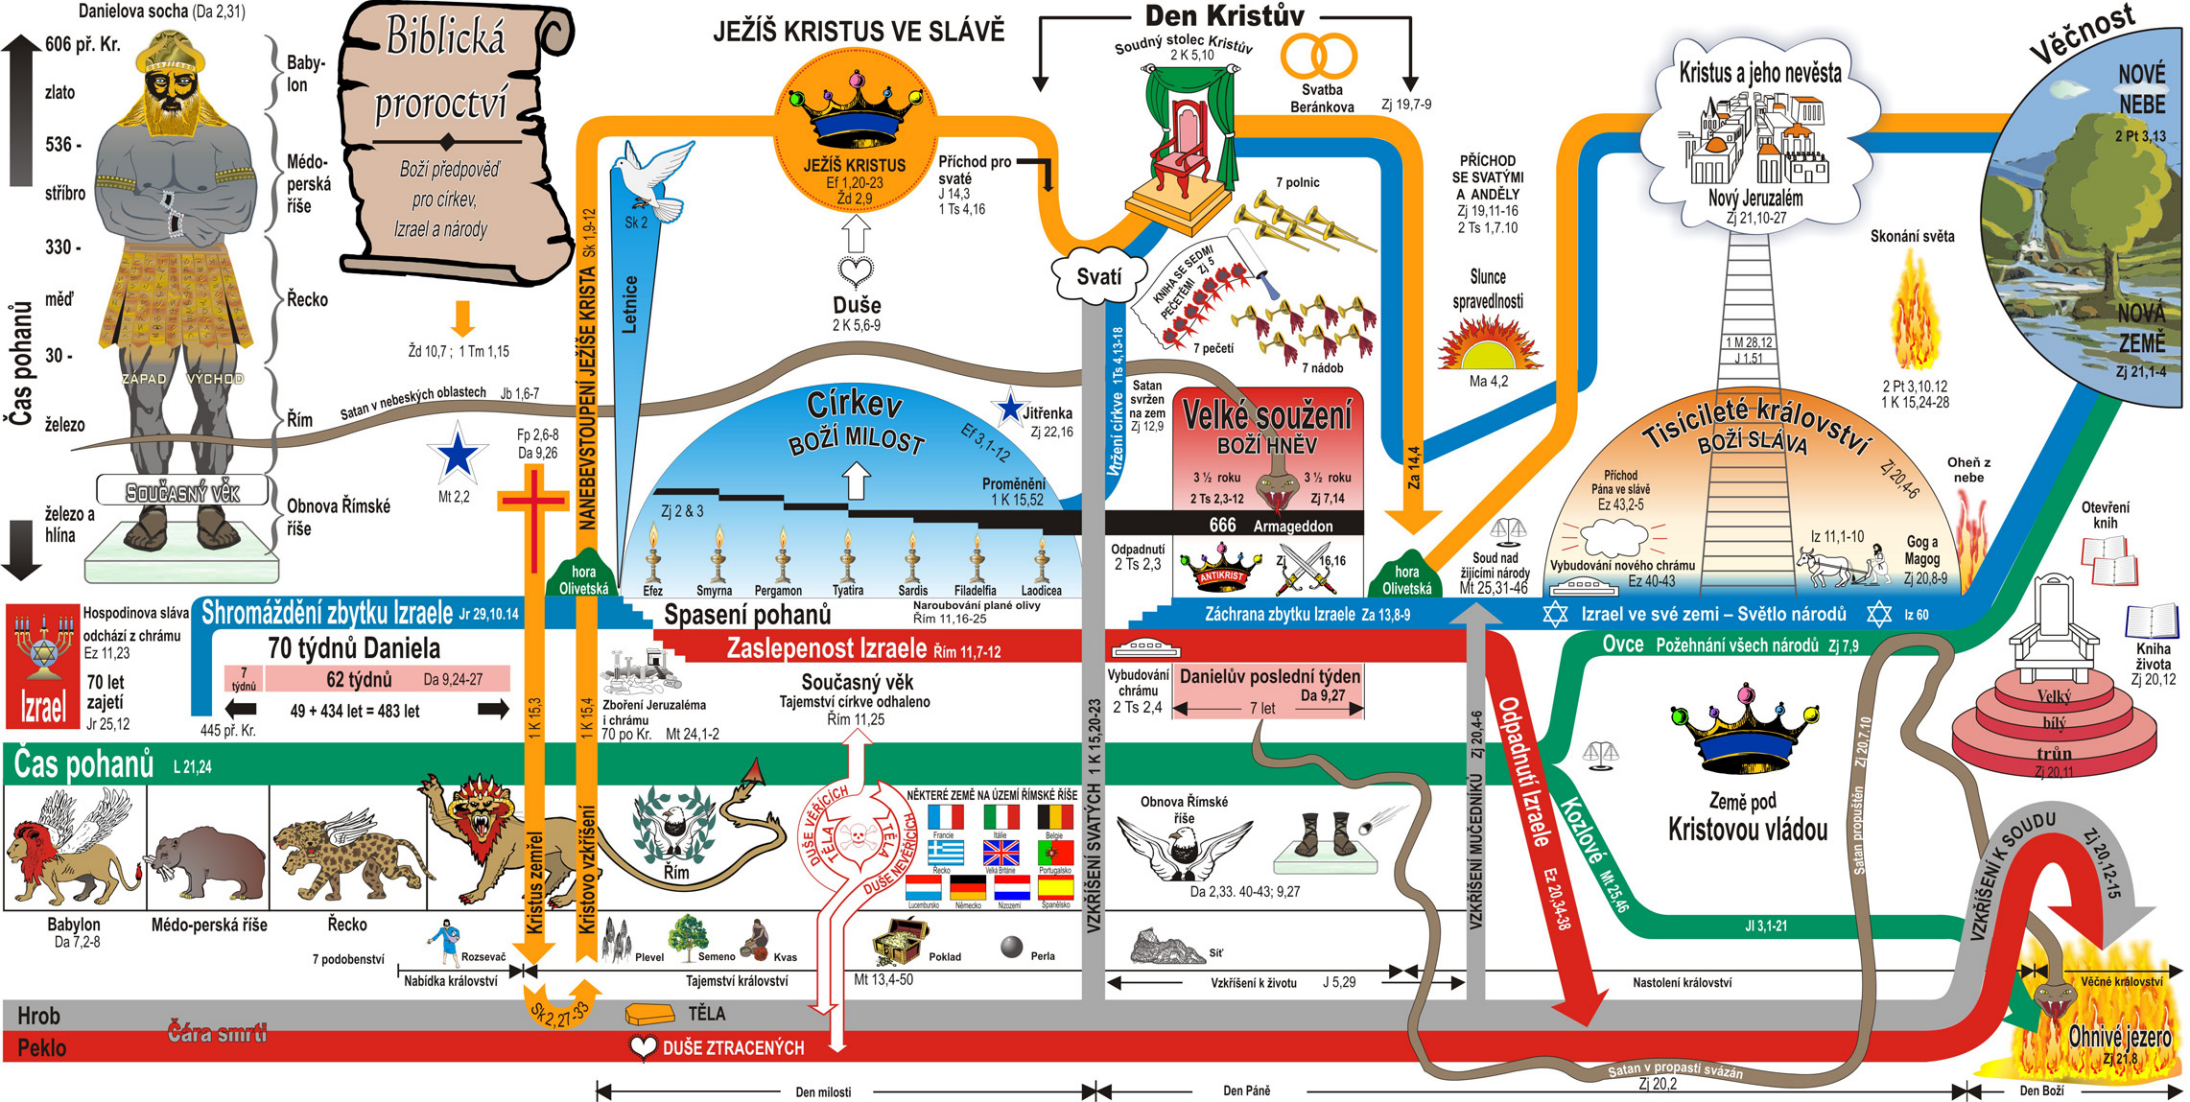 Danielova socha (Da 2,31)
606 př. Kr.
zlato
536 -
stříbro
330 -
měď
30 -
železo
železo a
hlína
Čas pohanů
Baby-
lon
Médo-
perská
říše
Řecko
Řím
Obnova Římské
říše
ZÁPAD VÝCHOD
SOUČASNÝ VĚK
Biblická
proroctví
Boží předpověď
pro církev,
Izrael a národy
Žd 10,7 ; 1 Tm 1,15
Satan v nebeských oblastech Jb 1,6-7
Mt 2,2
Fp 2,6-8
Da 9,26
NANEBEVSTOUPENÍ JEŽÍŠE KRISTA Sk 1,9-12
Sk 2
Letnice
JEŽÍŠ KRISTUS VE SLÁVĚ
JEŽÍŠ KRISTUS
Ef 1,20-23
Žd 2,9
Duše
2 K 5,6-9
Příchod pro
svaté
J 14,3
1 Ts 4,16
Den Kristův
Soudný stolec Kristův
2 K 5,10
Svatba
Beránkova
Zj 19,7-9
Svatí
7 polnic
KNIHA SE SEDMI
PEČETĚMI Zj 5
7 pečetí
7 nádob
PŘÍCHOD
SE SVATÝMI
A ANDĚLY
Zj 19,11-16
2 Ts 1,7.10
Slunce
spravedlnosti
Ma 4,2
Kristus a jeho nevěsta
Nový Jeruzalém
Zj 21,10-27
1 M 28,12
J 1,51
Skonání světa
2 Pt 3,10.12
1 K 15,24-28
Věčnost
NOVÉ
NEBE
2 Pt 3,13
NOVÁ
ZEMĚ
Zj 21,1-4
Církev
BOŽÍ MILOST
Ef 3,1-12
Jitřenka
Zj 22,16
Proměnění
1 K 15,52
Zj 2 & 3
Efez
Smyrna
Pergamon
Tyatira
Sardis
Filadelfia
Laodicea
Vtržení církve 1Ts 4,13-18
Satan
svržen
na zem
Zj 12,9
Velké soužení
BOŽÍ HNĚV
3 ½ roku
2 Ts 2,3-12
3 ½ roku
Zj 7,14
666 Armageddon
Odpadnutí
2 Ts 2,3
ANTIKRIST
Zj 16,16
Za 14,4
hora
Olivetská
hora
Olivetská
Soud nad
žijícími národy
Mt 25,31-46
Tisícileté království
BOŽÍ SLÁVA
Zj 20,4-6
Příchod
Pána ve slávě
Ez 43,2-5
Vybudování nového chrámu
Ez 40-43
Iz 11,1-10
Gog a
Magog
Zj 20,8-9
Oheň z
nebe
Otevření
knih
Kniha
života
Zj 20,12
Velký
bílý
trůn
Zj 20,11
Izrael
Hospodinova sláva
odchází z chrámu
Ez 11,23
70 let
zajetí
Jr 25,12
Shromáždění zbytku Izraele Jr 29,10.14
70 týdnů Daniela
7
týdnů
62 týdnů Da 9,24-27
49 + 434 let = 483 let
445 př. Kr.
Spasení pohanů
Naroubování plané olivy
Řím 11,16-25
Zaslepenost Izraele Řím 11,7-12
Zboření Jeruzaléma
i chrámu
70 po Kr. Mt 24,1-2
Současný věk
Tajemství církve odhaleno
Řím 11,25
Záchrana zbytku Izraele Za 13,8-9
Izrael ve své zemi – Světlo národů Iz 60
Ovce Požehnání všech národů Zj 7,9
Vybudování
chrámu
2 Ts 2,4
Danielův poslední týden
Da 9,27
7 let
Čas pohanů L 21,24
Babylon
Da 7,2-8
Médo-perská říše
Řecko
Řím
1 K 15,3
Kristus zemřel
1 K 15,4
Kristovo vzkříšení
DUŠE VĚŘÍCÍCH
TĚLA
TĚLA
DUŠE NEVĚŘÍCÍCH
NĚKTERÉ ZEMĚ NA ÚZEMÍ ŘÍMSKÉ ŘÍŠE
Francie
Itálie
Belgie
Řecko
Velká Británie
Portugalsko
Lucembursko
Německo
Nizozemí
Španělsko
VZKŘÍŠENÍ SVATÝCH 1 K 15,20-23
Obnova Římské
říše
Da 2,33. 40-43; 9,27
VZKŘÍŠENÍ MUČEDNÍKŮ Zj 20,4-6
Odpadnutí Izraele Ez 20,34-38
Kozlové Mt 25,46
Jl 3,1-21
Země pod
Kristovou vládou
Satan propuštěn Zj 20,7.10
VZKŘÍŠENÍ K SOUDU Zj 20,12-15
7 podobenství
Rozsevač
Plevel
Semeno
Kvas
Poklad
Perla
Síť
Nabídka království
Tajemství království
Mt 13,4-50
Vzkříšení k životu J 5,29
Nastolení království
Věčné království
Hrob
Peklo
Čára smrti
Sk 2,27-33
TĚLA
DUŠE ZTRACENÝCH
Satan v propasti svázán
Zj 20,2
Ohnivé jezero
Zj 21,8
Den milosti
Den Páně
Den Boží